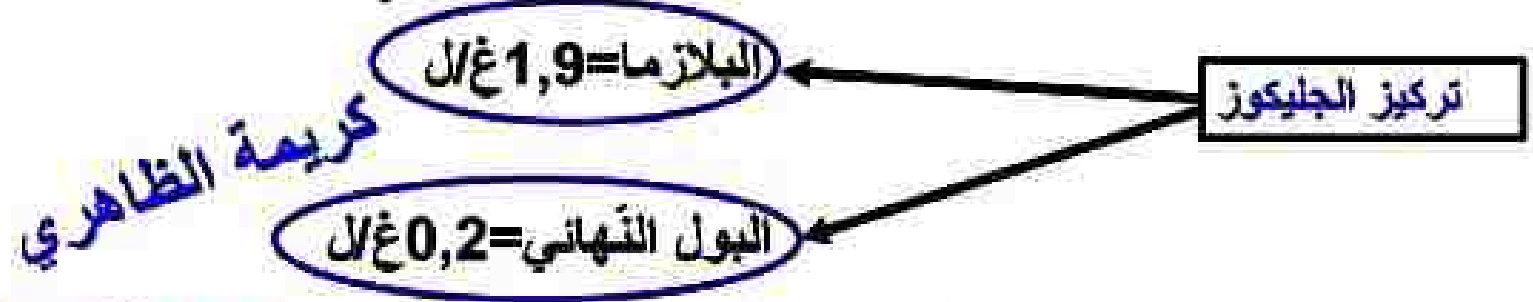 البلازما=1,9غ/ل
تركيز الجليكوز
كريمة الظاهري
البول النّهائي=0,2غ/ل